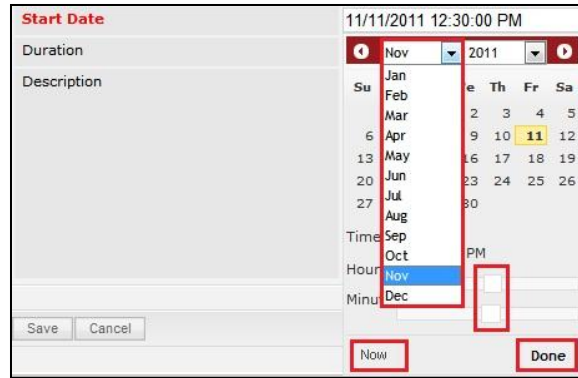 Start Date
11/11/2011 12:30:00 PM
Duration
Nov 2011
Description
Su e Th Fr Sa
Jan
Feb
Mar
Apr
May
Jun
Jul
Aug
Sep
Oct
Nov
Dec
2 3 4 5
6 9 10 11 12
13 16 17 18 19
20 23 24 25 26
27 30
Time PM
Hour
Minu
Save Cancel
Now Done